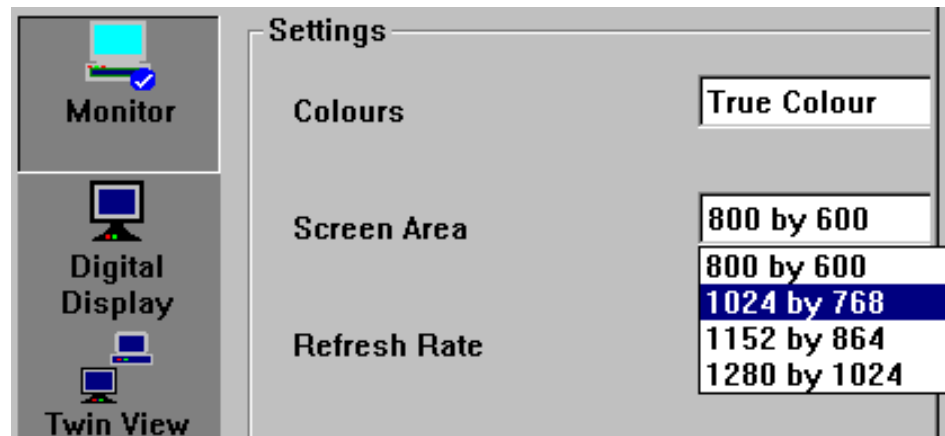 Monitor
Digital
Display
Twin View
Settings
Colours
True Colour
Screen Area
800 by 600
800 by 600
1024 by 768
1152 by 864
1280 by 1024
Refresh Rate